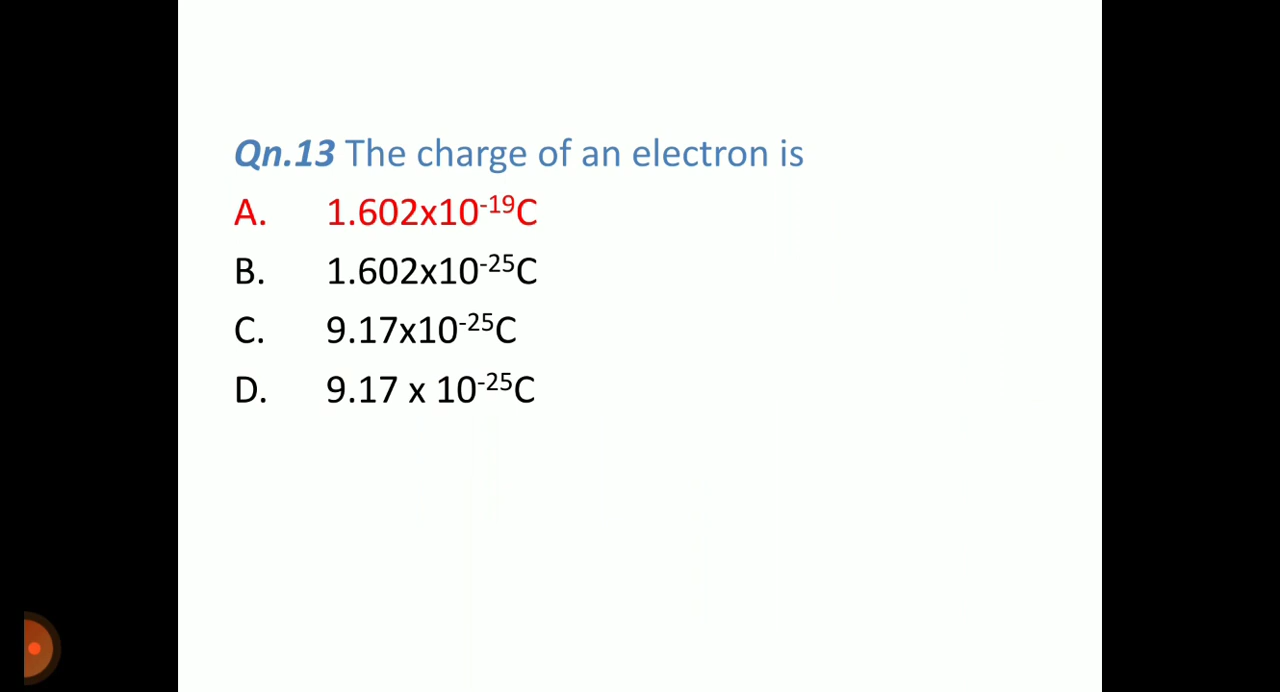 Qn.13 The charge of an electron is
A. 1.602x10⁻¹⁹C
B. 1.602x10⁻²⁵C
C. 9.17x10⁻²⁵C
D. 9.17 x 10⁻²⁵C